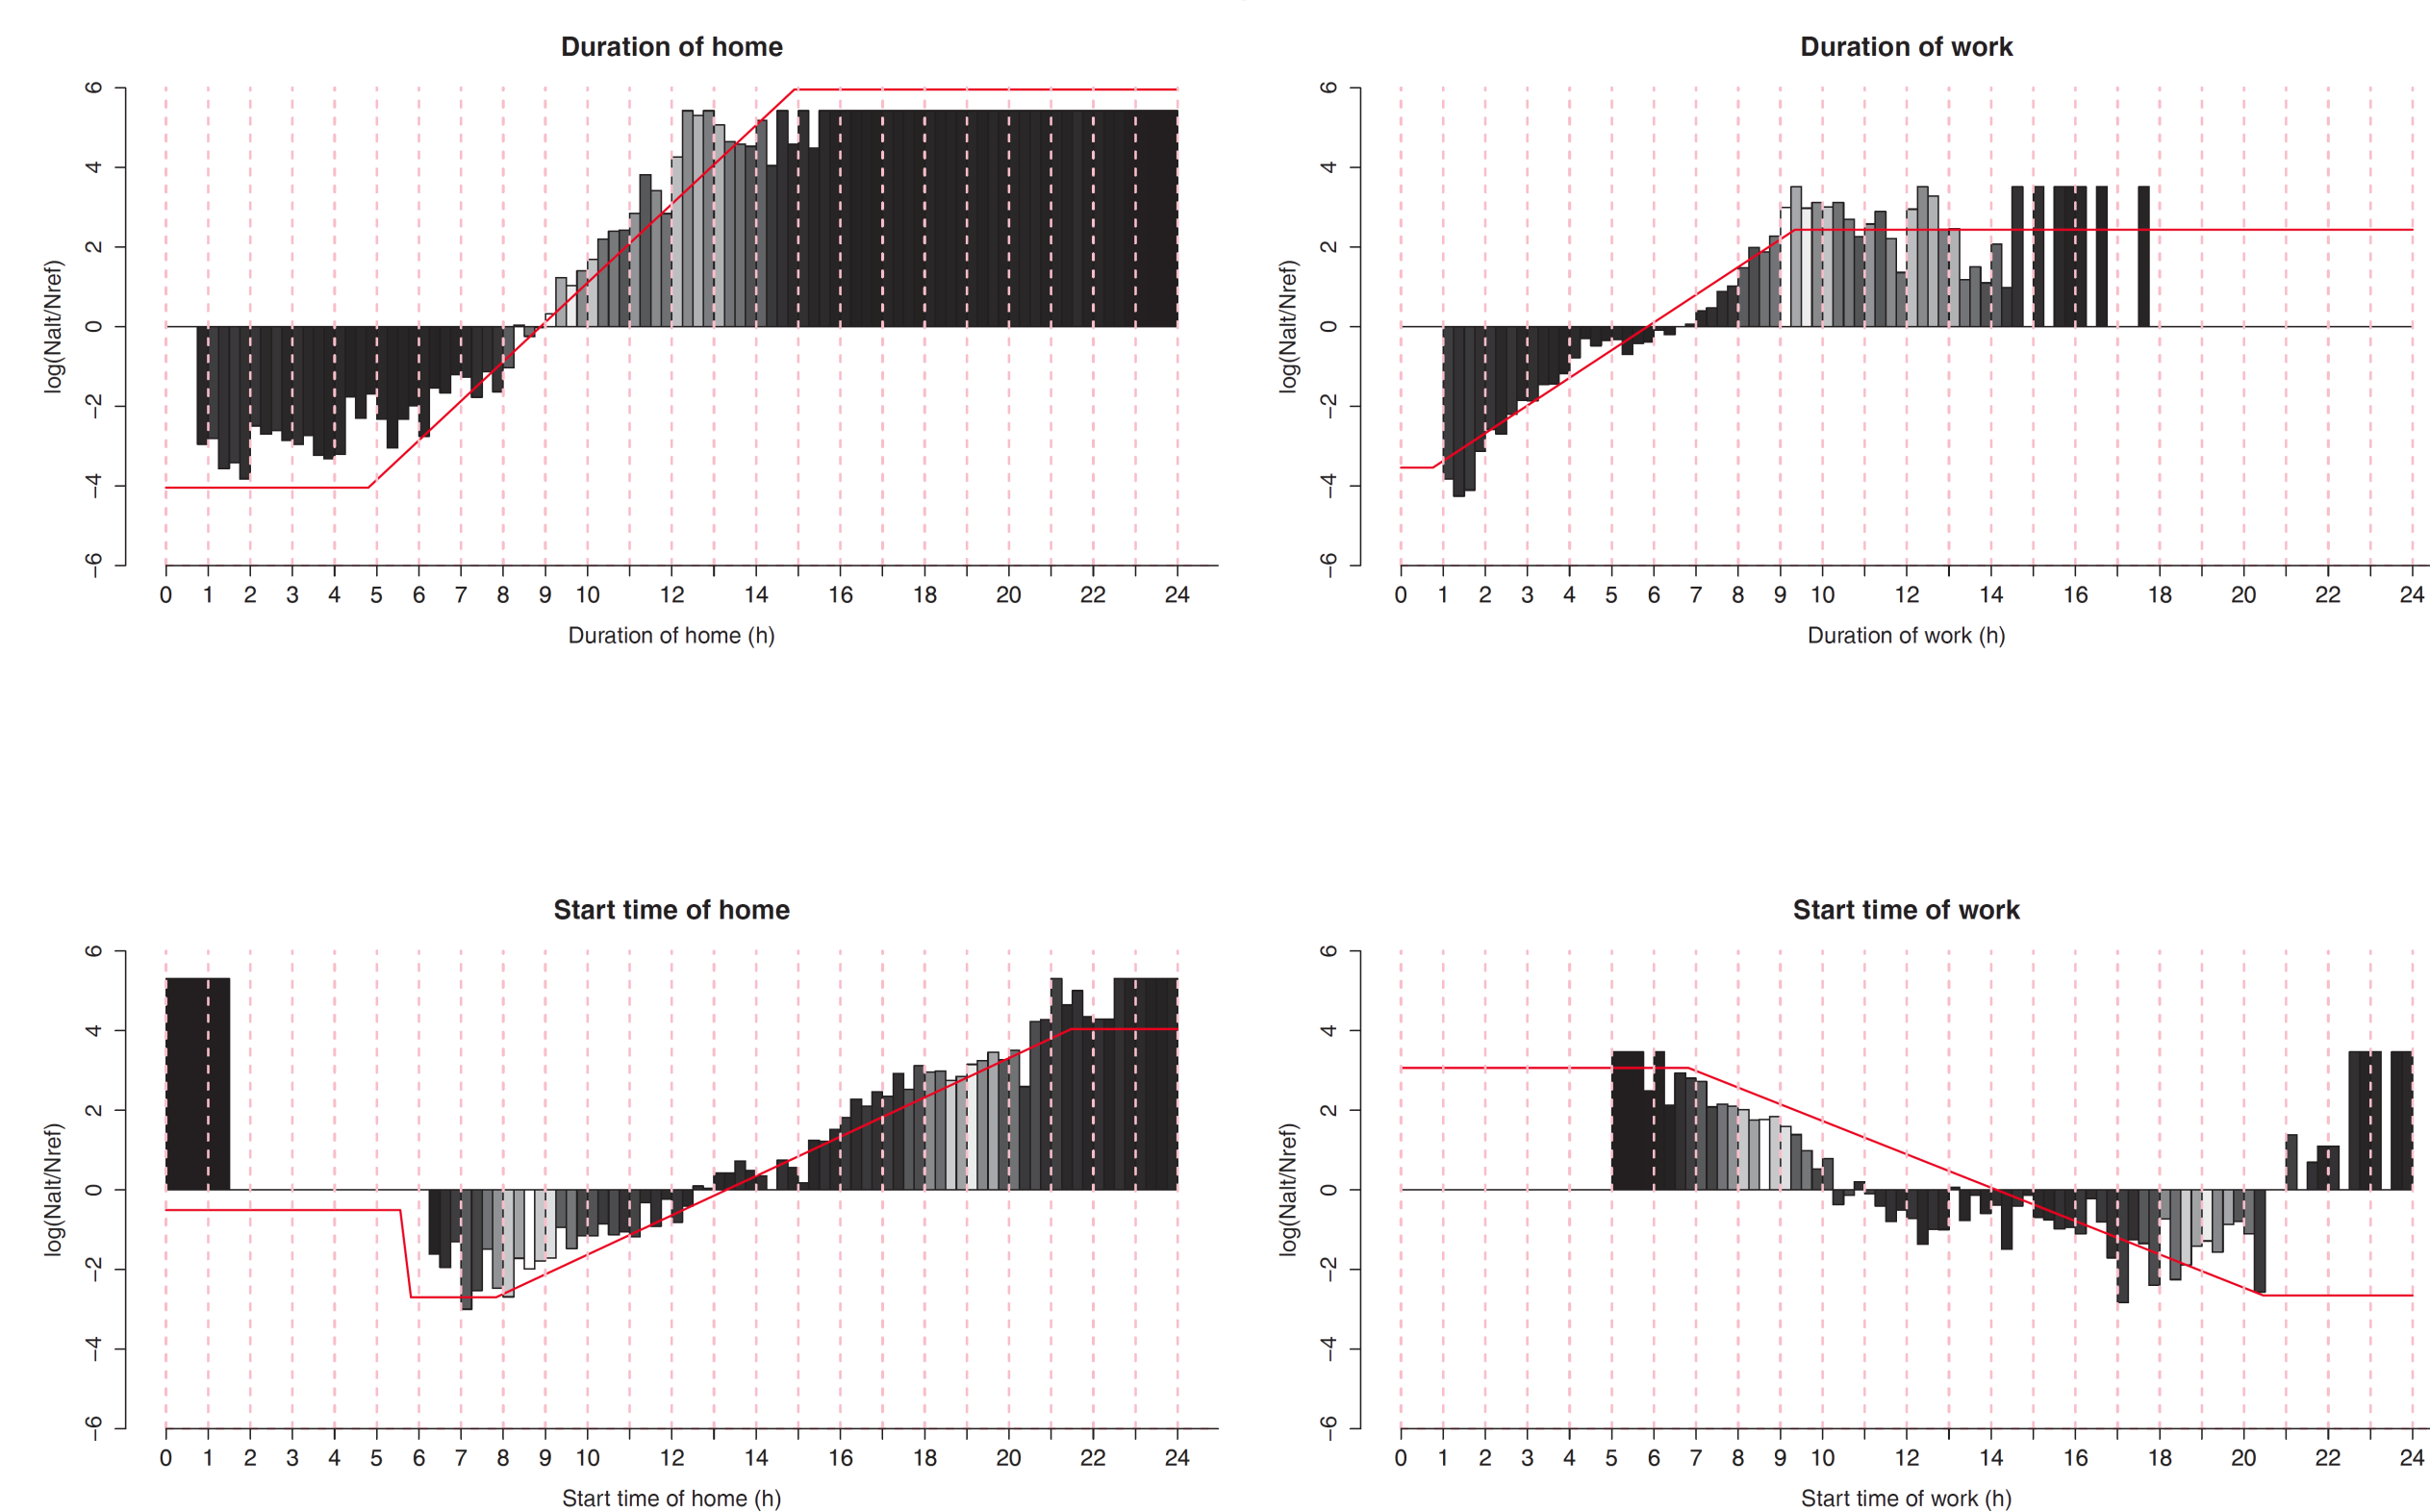 Duration of home
log(Nalt/Nref)
6
4
2
0
−2
−4
−6
0 1 2 3 4 5 6 7 8 9 10 12 14 16 18 20 22 24
Duration of home (h)
Duration of work
log(Nalt/Nref)
6
4
2
0
−2
−4
−6
0 1 2 3 4 5 6 7 8 9 10 12 14 16 18 20 22 24
Duration of work (h)
Start time of home
log(Nalt/Nref)
6
4
2
0
−2
−4
−6
0 1 2 3 4 5 6 7 8 9 10 12 14 16 18 20 22 24
Start time of home (h)
Start time of work
log(Nalt/Nref)
6
4
2
0
−2
−4
−6
0 1 2 3 4 5 6 7 8 9 10 12 14 16 18 20 22 24
Start time of work (h)